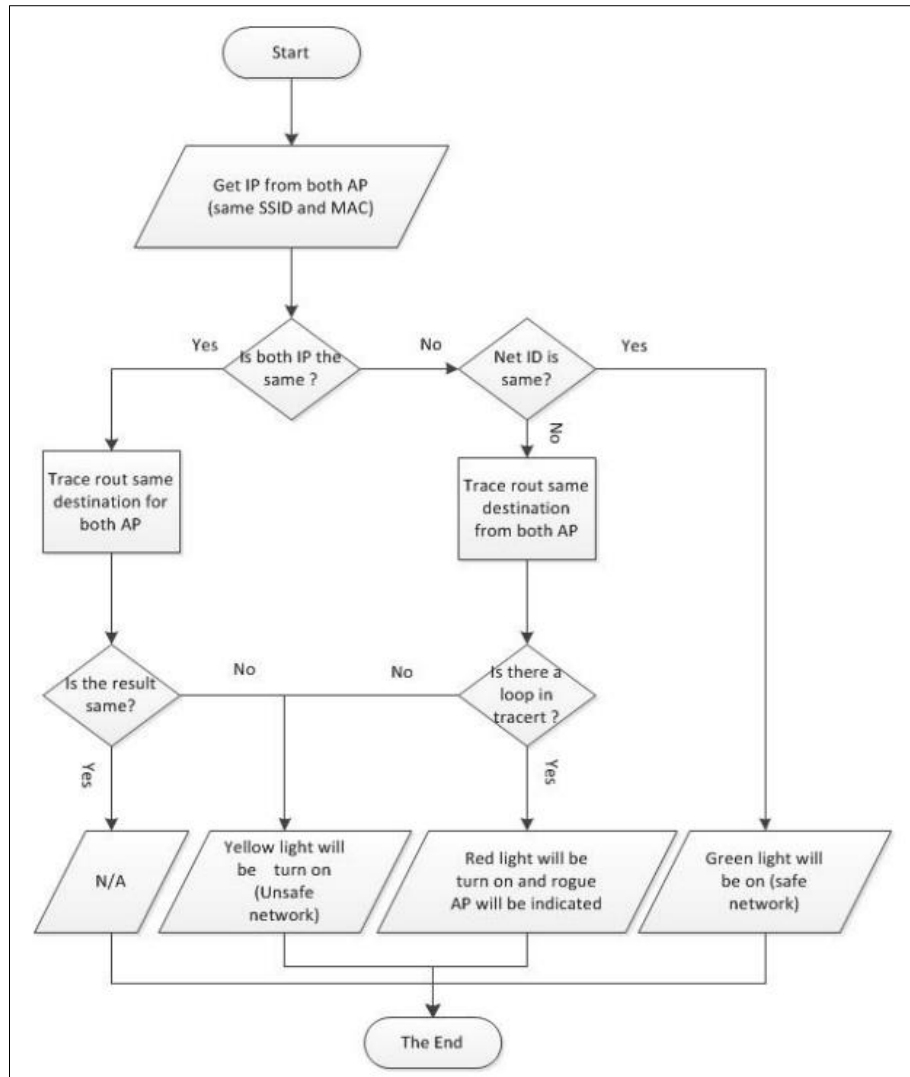 Start
Get IP from both AP
(same SSID and MAC)
Yes
Is both IP the
same ?
No
Net ID is
same?
Yes
No
Trace rout same
destination for
both AP
Trace rout same
destination
from both AP
Is the result
same?
No
No
Is there a
loop in
tracert ?
Yes
Yes
N/A
Yellow light will
be turn on
(Unsafe
network)
Red light will be
turn on and rogue
AP will be indicated
Green light will
be on (safe
network)
The End